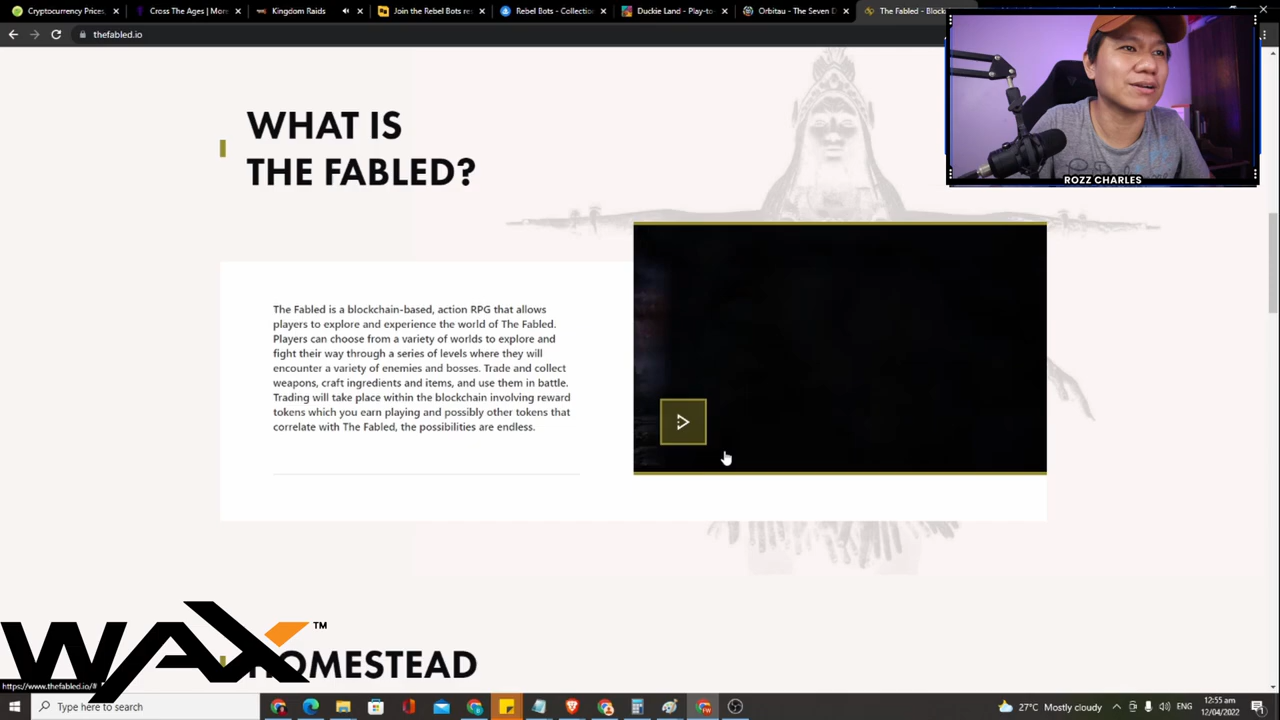 Cryptocurrency Prices,
Cross The Ages | Mon
Kingdom Raids
Join the Rebel Bots re
Rebel Bots - Collectio
Duckie Land - Play-to
Orbitau - The Seven D
The Fabled - Block
thefabled.io
WHAT IS
THE FABLED?
ROZZ CHARLES
The Fabled is a blockchain-based, action RPG that allows
players to explore and experience the world of The Fabled.
Players can choose from a variety of worlds to explore and
fight their way through a series of levels where they will
encounter a variety of enemies and bosses. Trade and collect
weapons, craft ingredients and items, and use them in battle.
Trading will take place within the blockchain involving reward
tokens which you earn playing and possibly other tokens that
correlate with The Fabled, the possibilities are endless.
WAX TM
HOMESTEAD
https://www.thefabled.io/#
Type here to search
27°C Mostly cloudy
ENG
12:55 am
12/04/2022